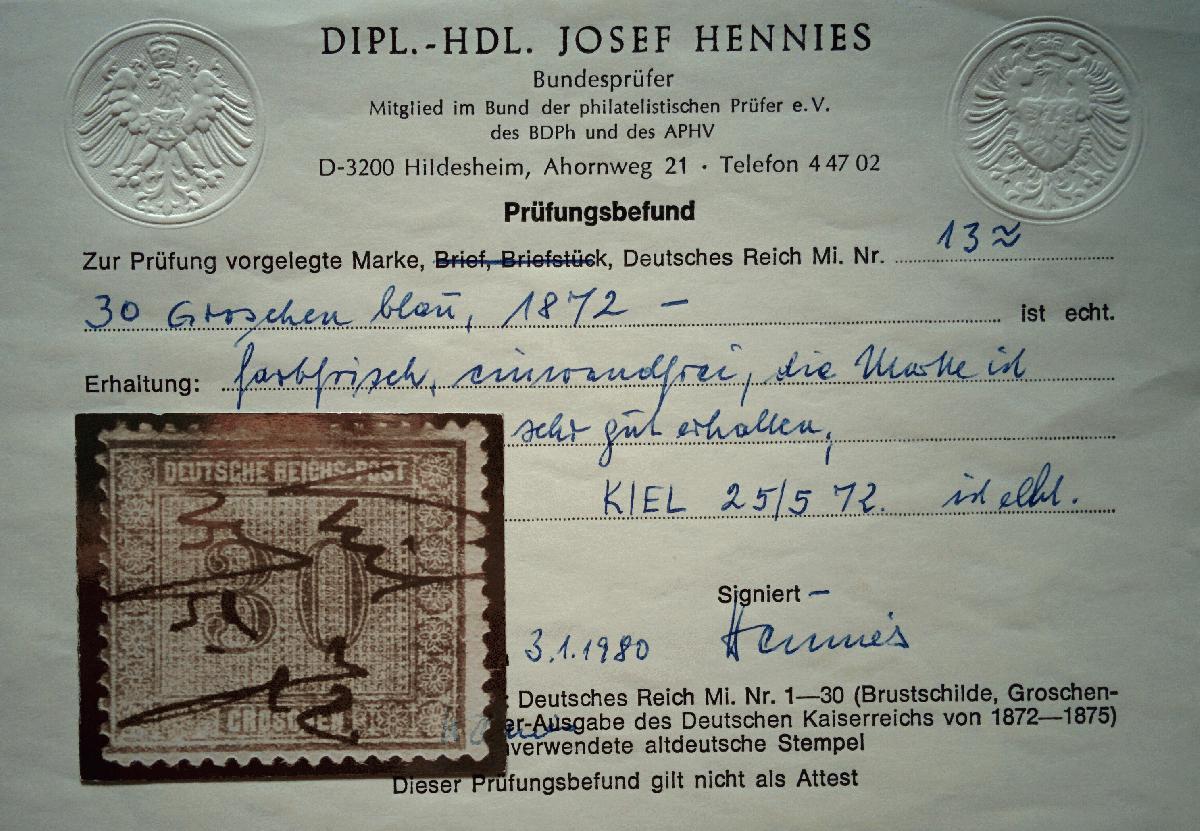 DIPL.-HDL. JOSEF HENNIES
Bundesprüfer
Mitglied im Bund der philatelistischen Prüfer e.V.
des BDPh und des APHV
D-3200 Hildesheim, Ahornweg 21 · Telefon 4 47 02
Prüfungsbefund
Zur Prüfung vorgelegte Marke, Brief, Briefstück, Deutsches Reich Mi. Nr. 13
30 Groschen blau, 1872 — ist echt.
Erhaltung: farbfrisch, einwandfrei, die Marke ist
sehr gut erhalten,
KIEL 25/5 72. ist echt.
DEUTSCHE REICHS-POST
30
GROSCHEN
Signiert —
3.1.1980 Hennies
: Deutsches Reich Mi. Nr. 1—30 (Brustschilde, Groschen-
er-Ausgabe des Deutschen Kaiserreichs von 1872—1875)
verwendete altdeutsche Stempel
Dieser Prüfungsbefund gilt nicht als Attest